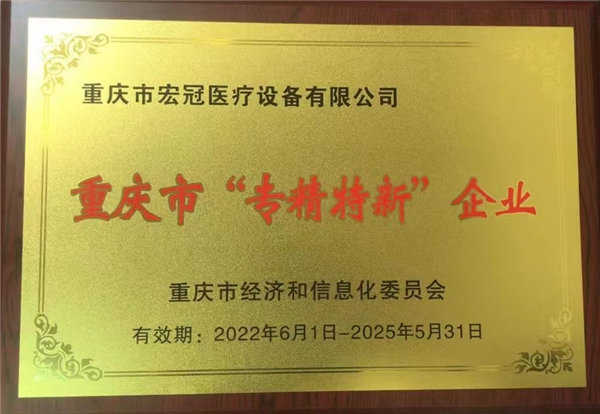 重庆市宏冠医疗设备有限公司
重庆市“专精特新”企业
重庆市经济和信息化委员会
有效期：2022年6月1日-2025年5月31日